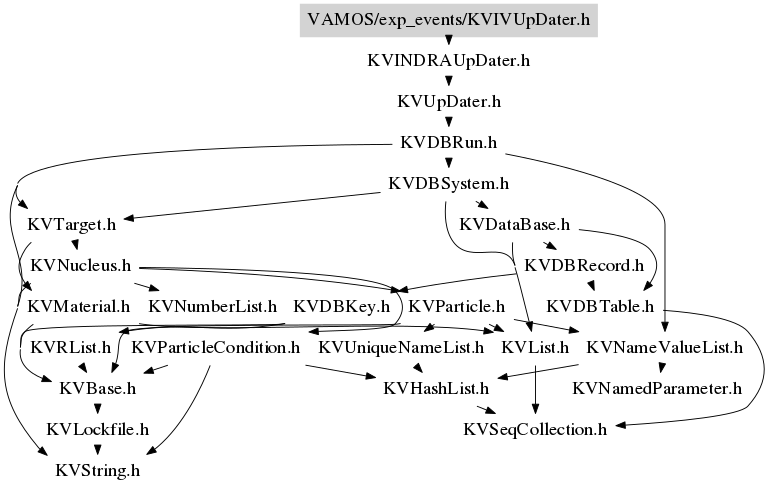 VAMOS/exp_events/KVIVUpDater.h
KVINDRAUpDater.h
KVUpDater.h
KVDBRun.h
KVDBSystem.h
KVTarget.h KVDataBase.h
KVNucleus.h KVDBRecord.h
KVMaterial.h KVNumberList.h KVDBKey.h KVParticle.h KVDBTable.h
KVRList.h KVParticleCondition.h KVUniqueNameList.h KVList.h KVNameValueList.h
KVBase.h KVHashList.h KVNamedParameter.h
KVLockfile.h KVSeqCollection.h
KVString.h